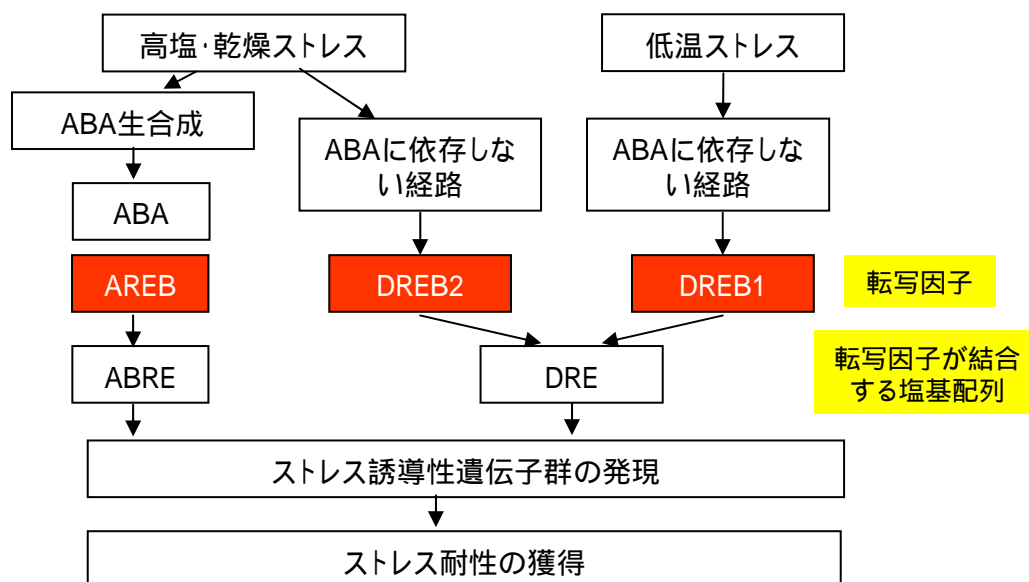 高塩・乾燥ストレス
低温ストレス
ABA生合成
ABAに依存しな
い経路
ABAに依存しな
い経路
ABA
AREB
DREB2
DREB1
転写因子
ABRE
DRE
転写因子が結合
する塩基配列
ストレス誘導性遺伝子群の発現
ストレス耐性の獲得